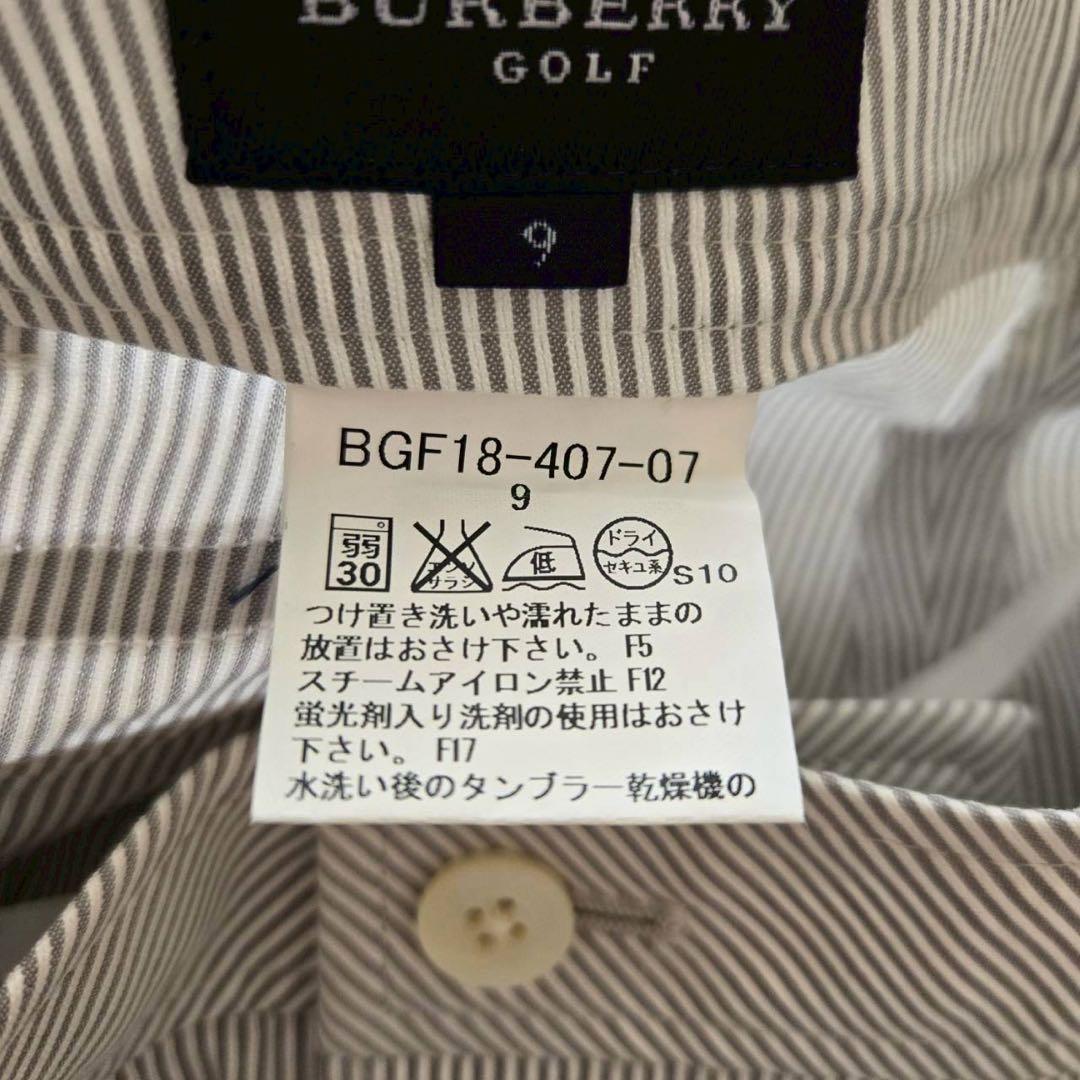 BURBERRY
GOLF
9
BGF18-407-07
9
弱
30
エンソ
サラシ
低
ドライ
セキユ系
S10
つけ置き洗いや濡れたままの
放置はおさけ下さい。 F5
スチームアイロン禁止 F12
蛍光剤入り洗剤の使用はおさけ
下さい。 F17
水洗い後のタンブラー乾燥機の